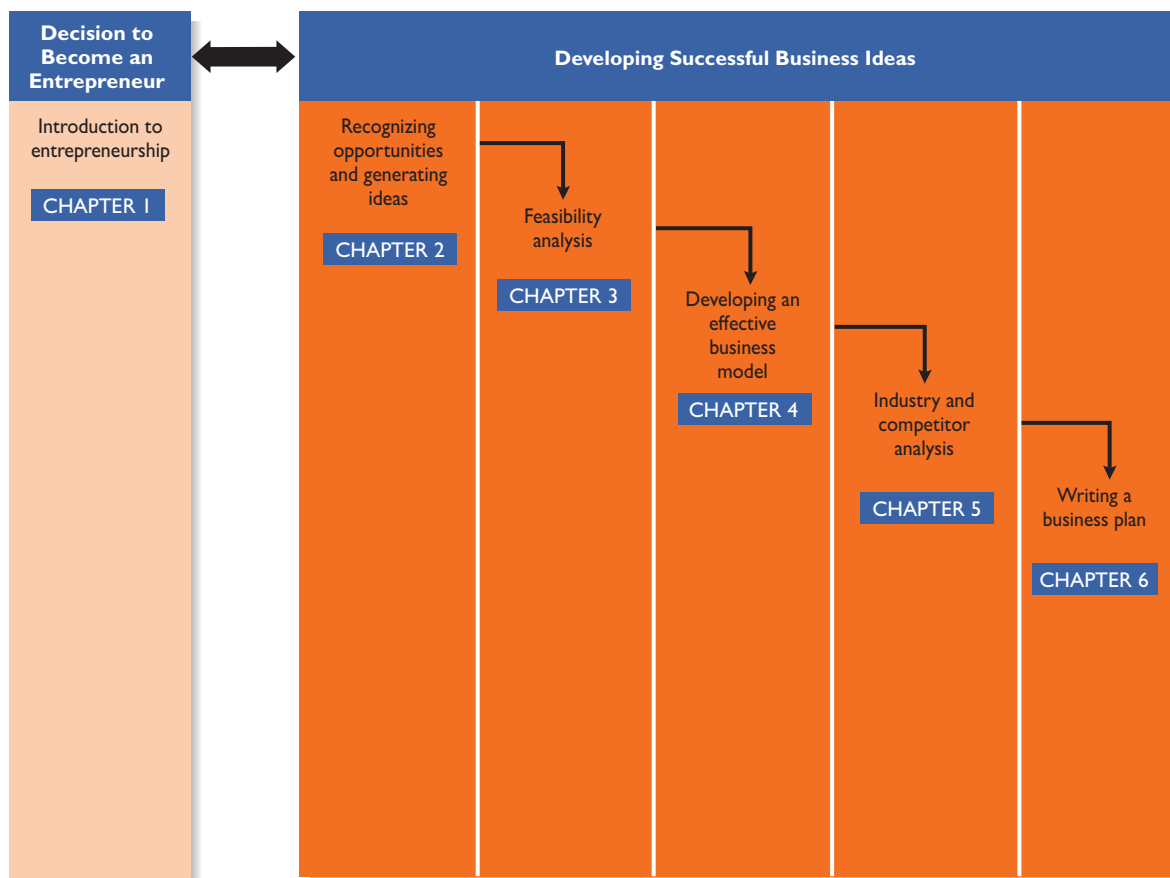 Decision to
Become an
Entrepreneur
Developing Successful Business Ideas
Introduction to
entrepreneurship
CHAPTER 1
Recognizing
opportunities
and generating
ideas
CHAPTER 2
Feasibility
analysis
CHAPTER 3
Developing an
effective
business
model
CHAPTER 4
Industry and
competitor
analysis
CHAPTER 5
Writing a
business plan
CHAPTER 6